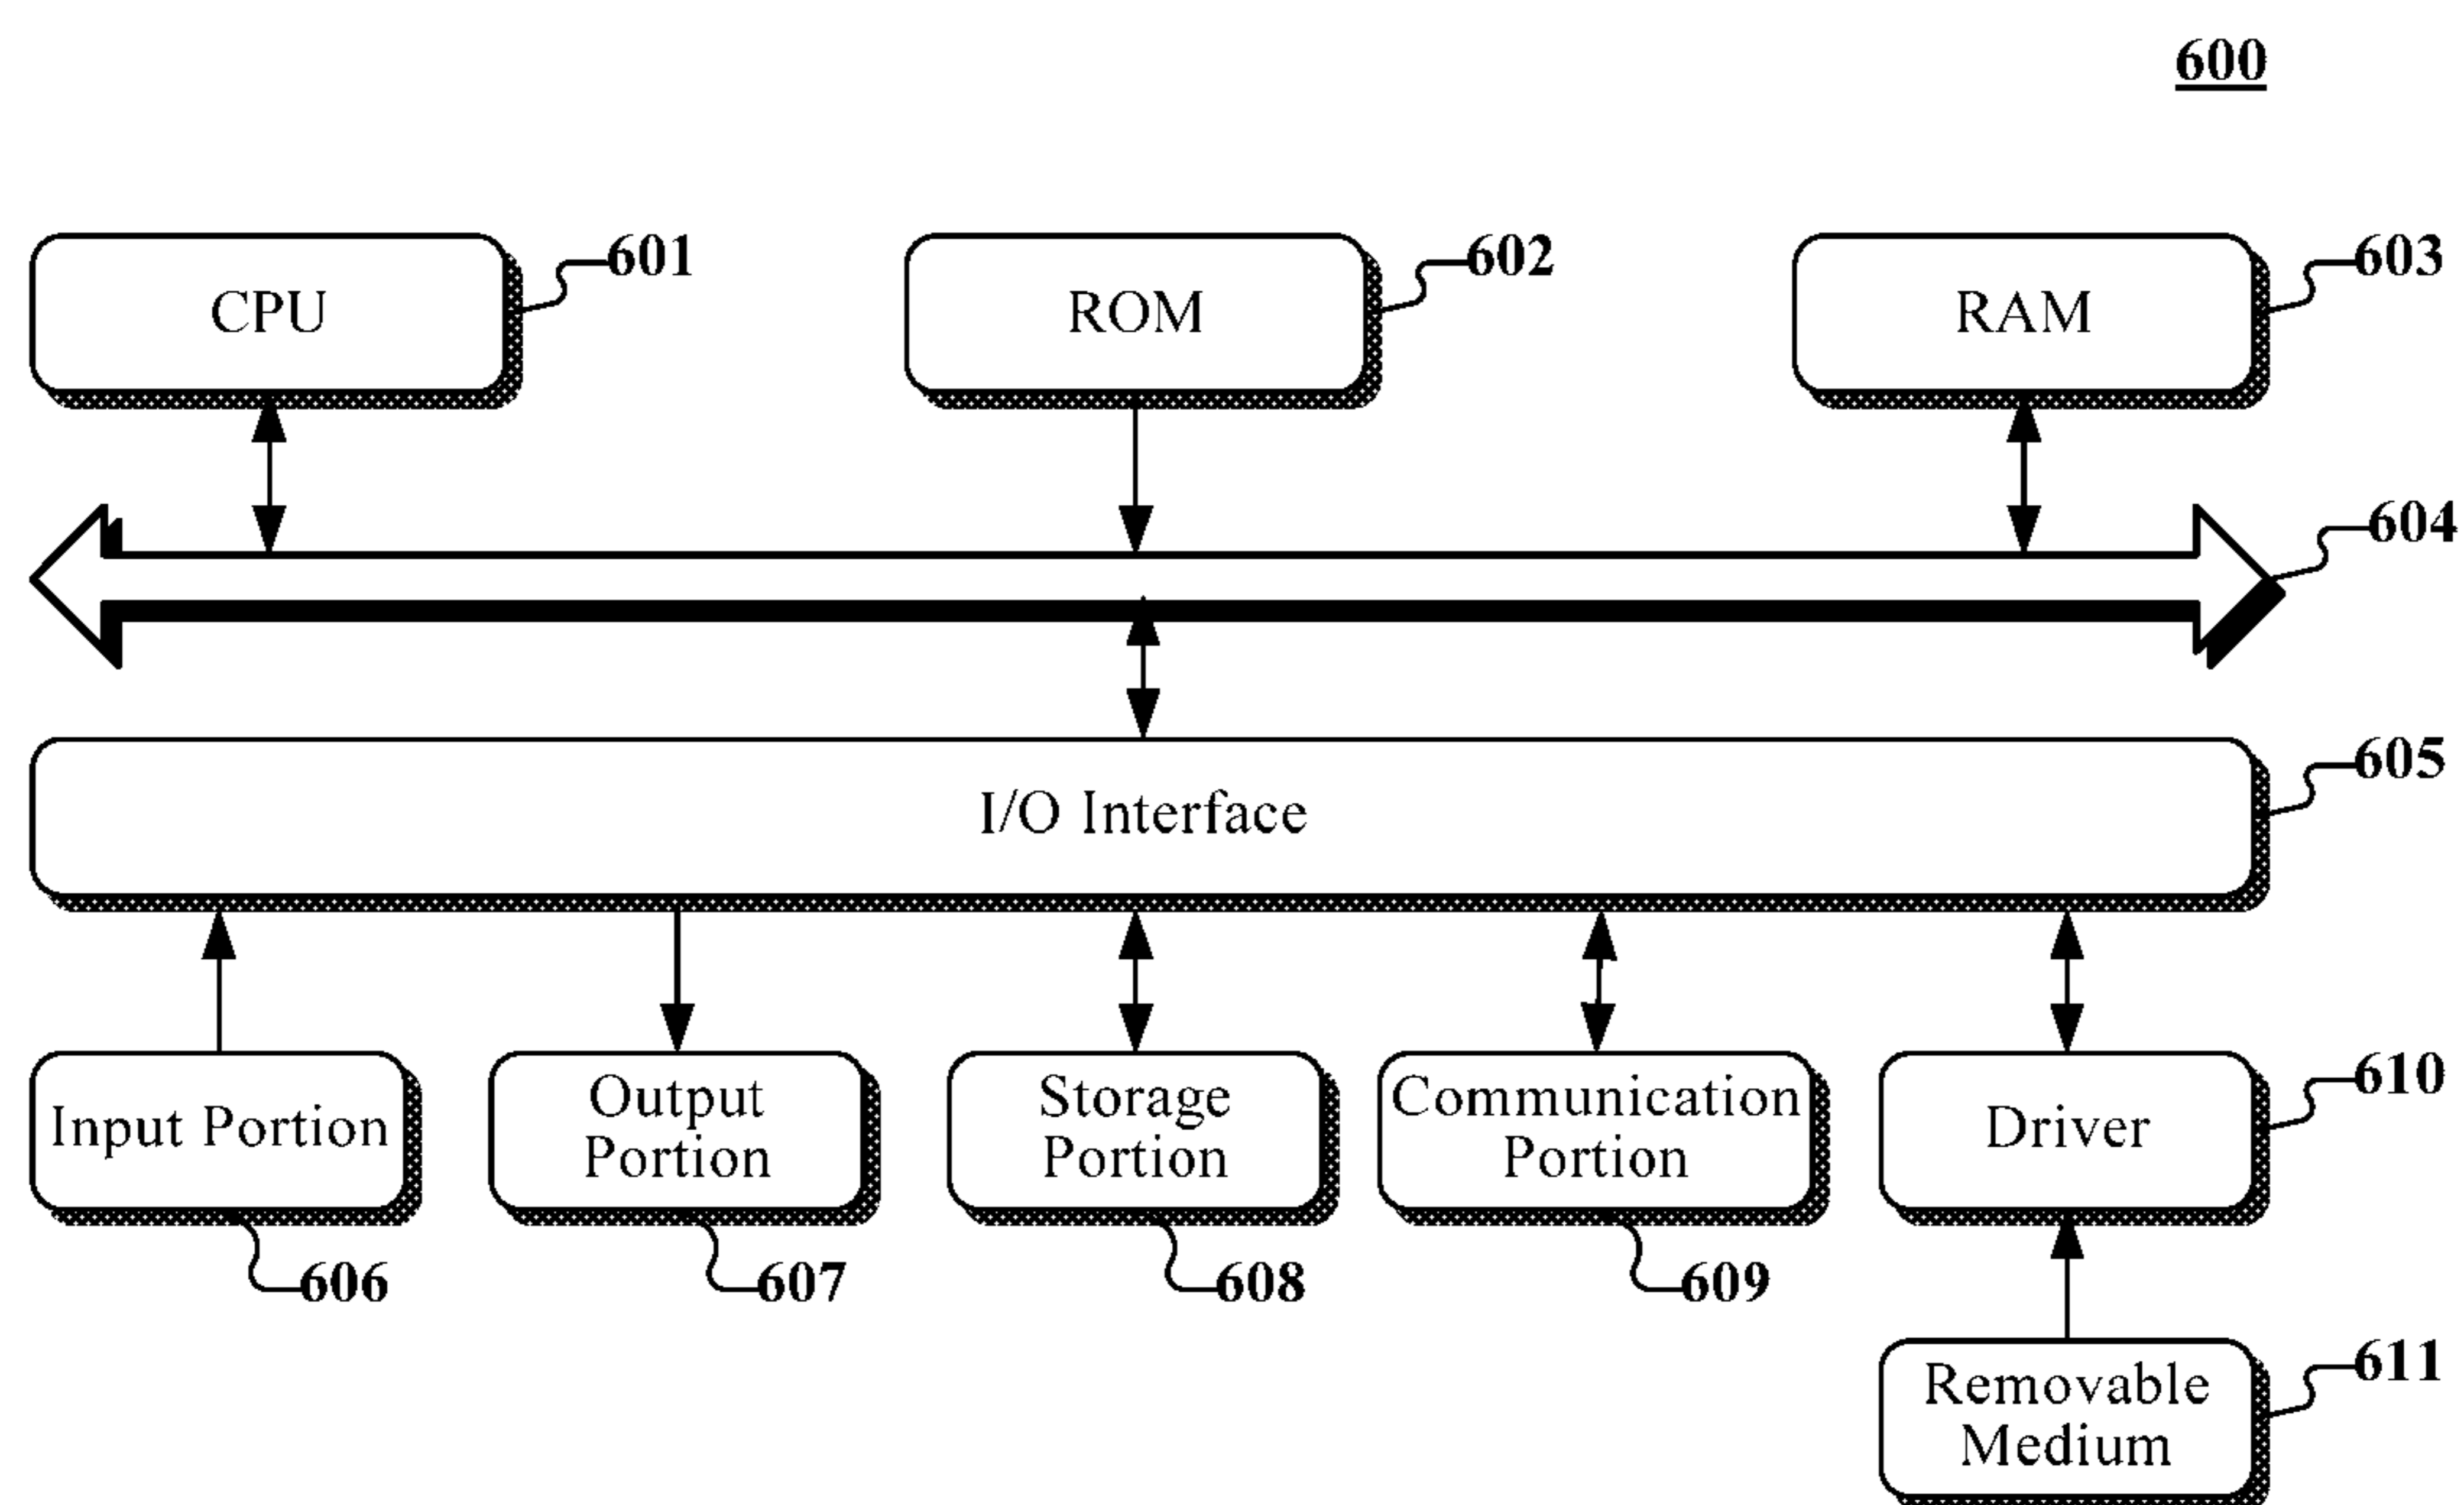 600
CPU
601
ROM
602
RAM
603
604
I/O Interface
605
Input Portion
606
Output
Portion
607
Storage
Portion
608
Communication
Portion
609
Driver
610
Removable
Medium
611